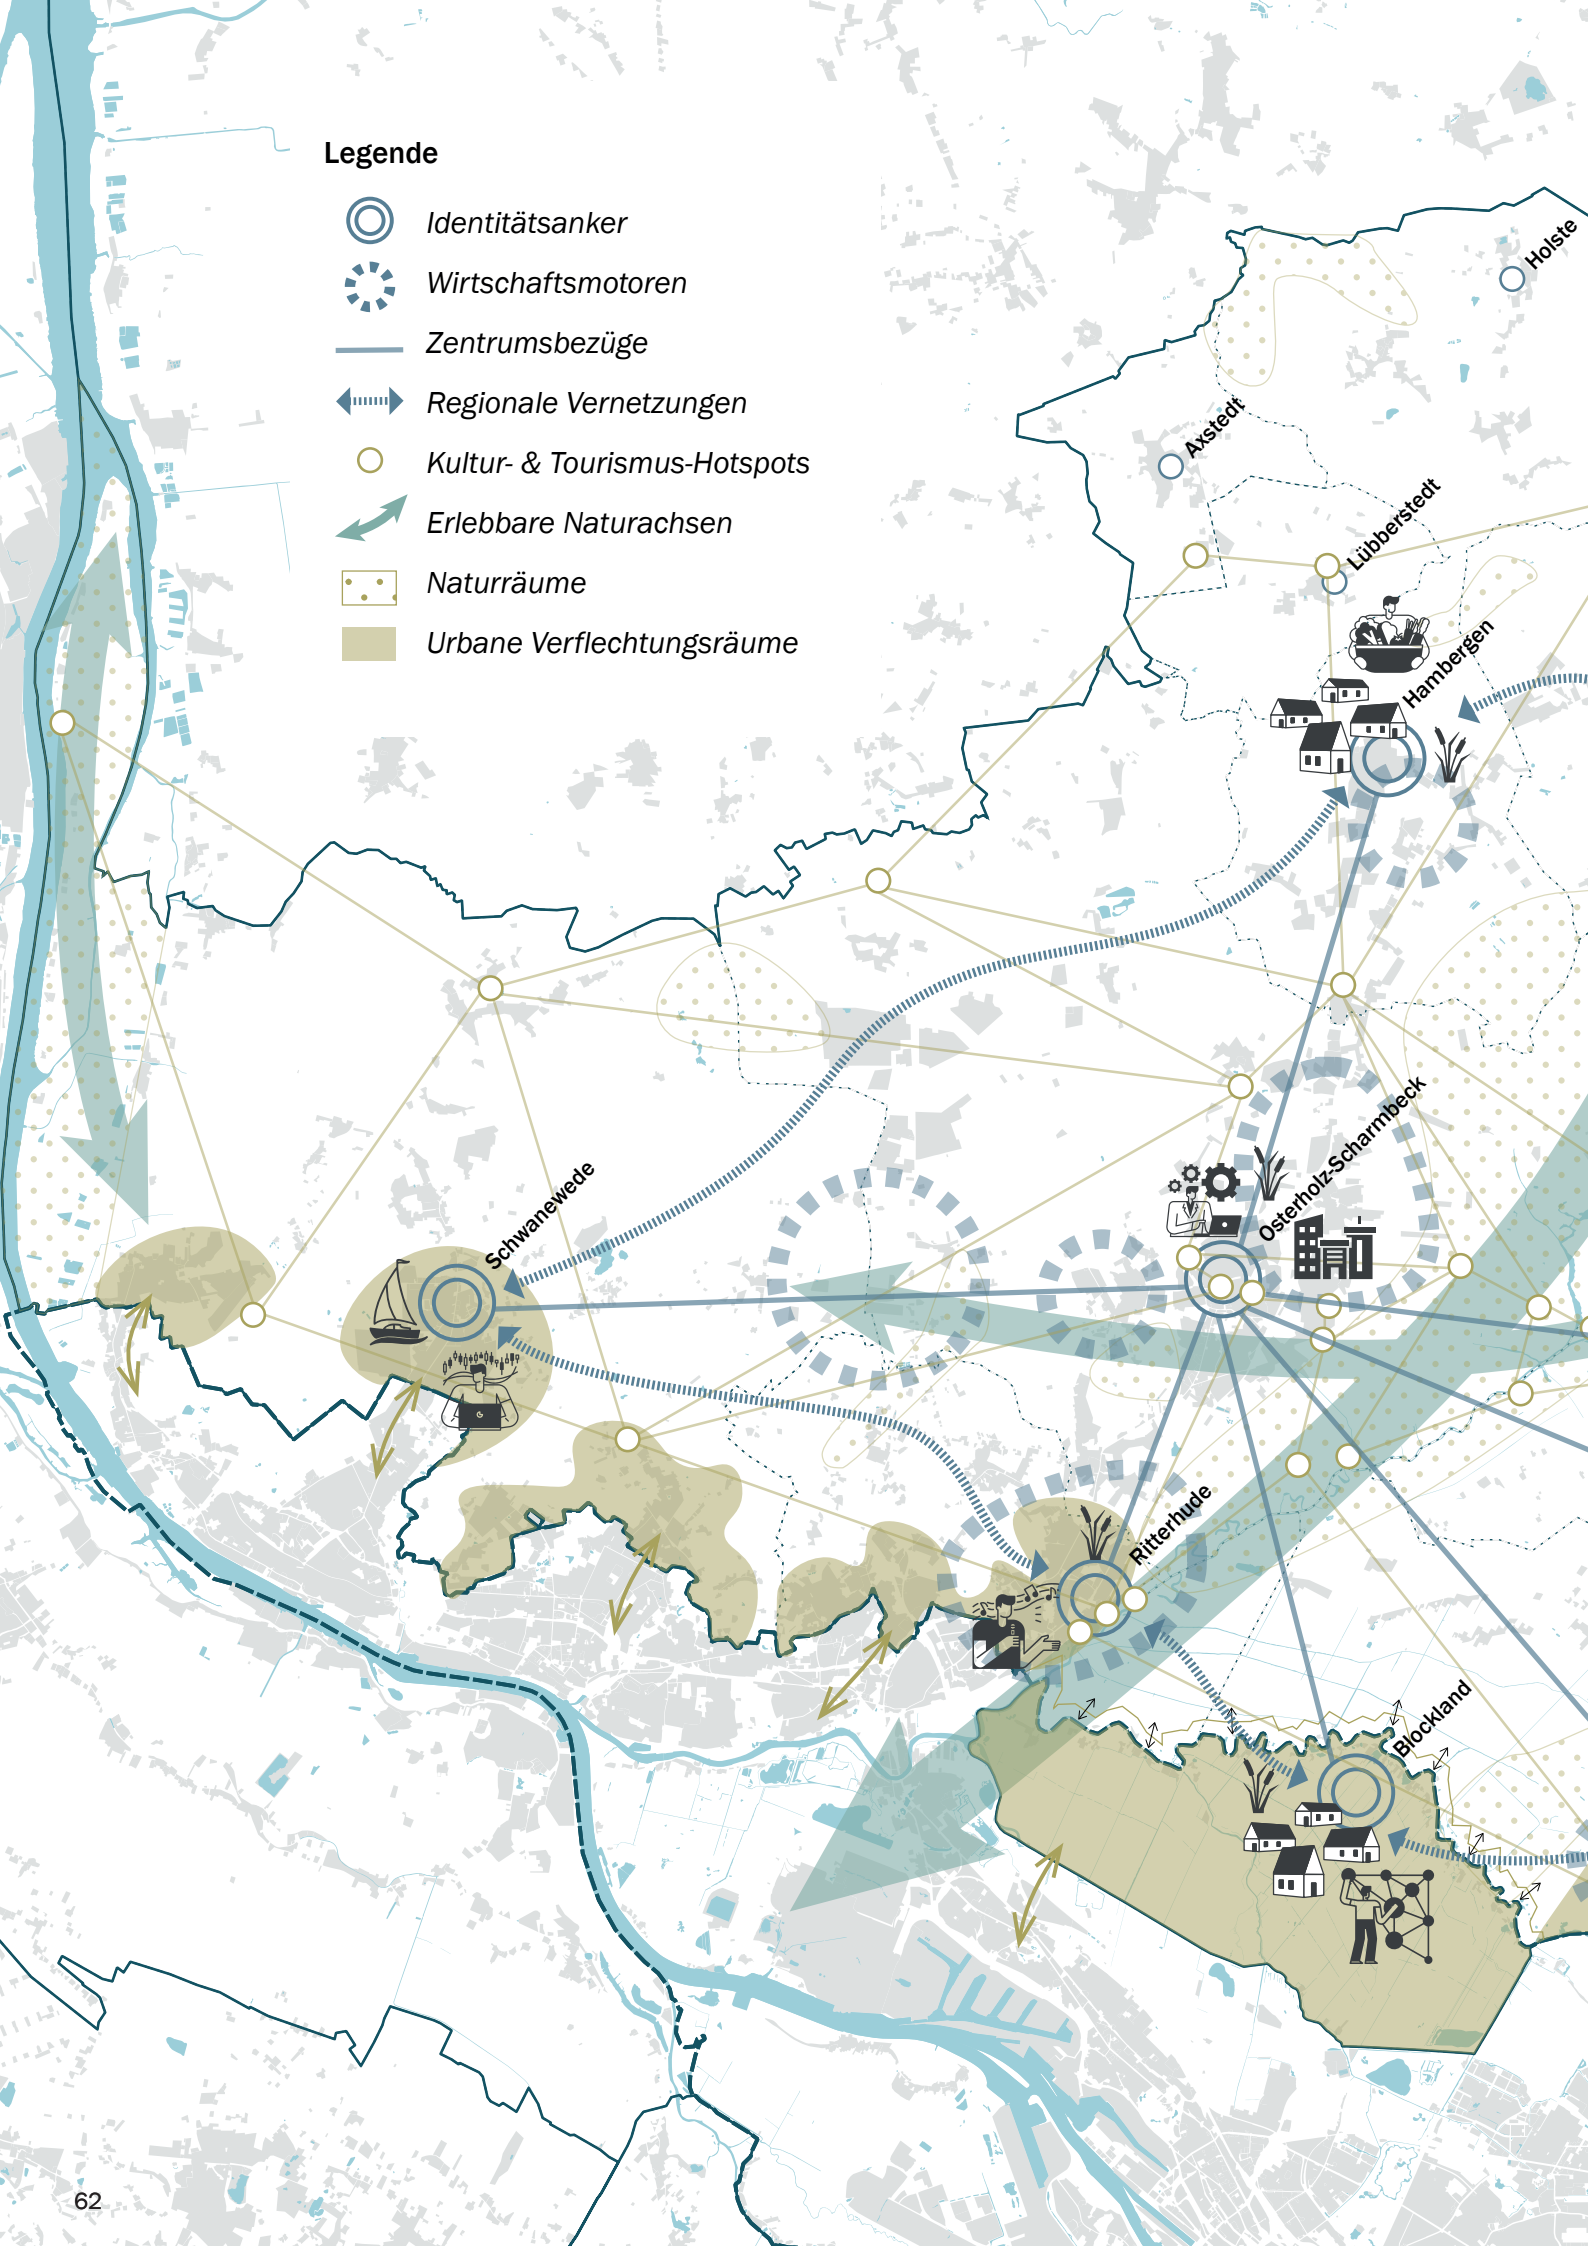 Legende
Identitätsanker
Wirtschaftsmotoren
Zentrumsbezüge
Regionale Vernetzungen
Kultur- & Tourismus-Hotspots
Erlebbare Naturachsen
Naturräume
Urbane Verflechtungsräume
Holste
Axstedt
Lübberstedt
Hambergen
Osterholz-Scharmbeck
Schwanewede
Ritterhude
Blockland
62